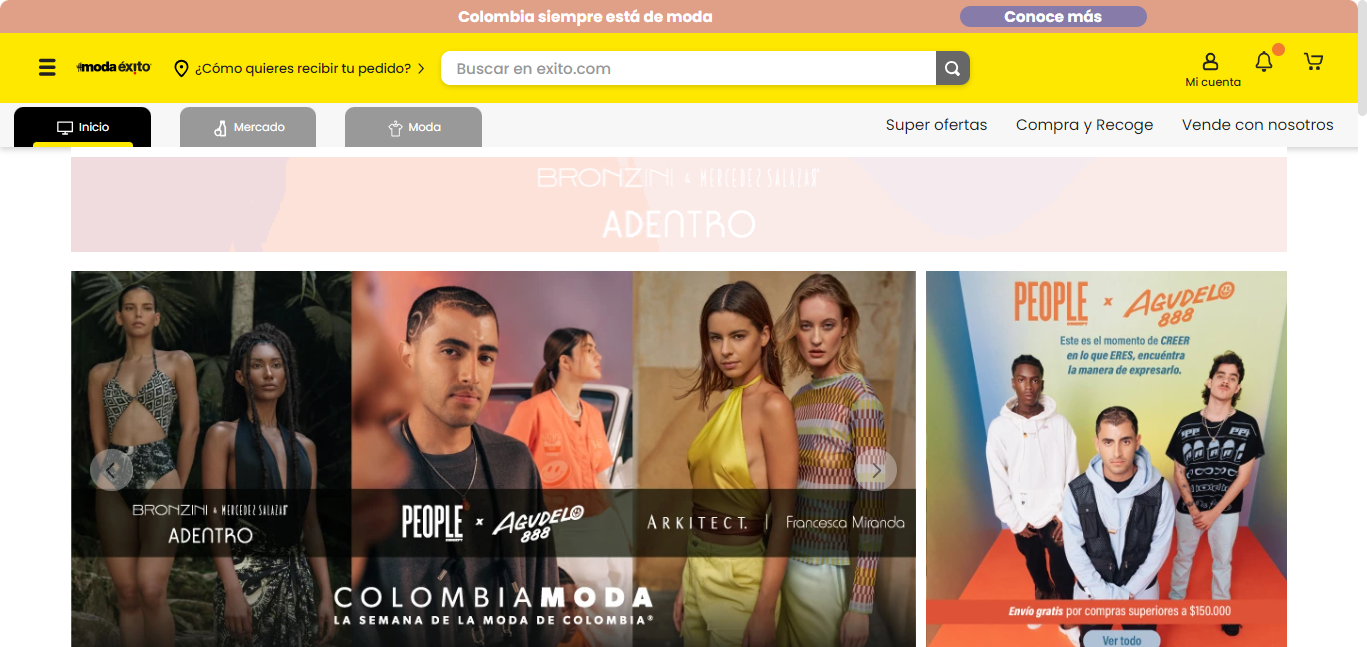 Colombia siempre está de moda
Conoce más
#moda éxito
¿Cómo quieres recibir tu pedido?
Buscar en exito.com
Mi cuenta
Inicio
Mercado
Moda
Super ofertas
Compra y Recoge
Vende con nosotros
BRONZINI & MERCEDEZ SALAZAR
ADENTRO
BRONZINI & MERCEDEZ SALAZAR
ADENTRO
PEOPLE x AGUDELO
888
ARKITECT. | Francesca Miranda
COLOMBIAMODA
LA SEMANA DE LA MODA DE COLOMBIA®
PEOPLE x AGUDELO
888
Este es el momento de CREER
en lo que ERES, encuéntra
la manera de expresarlo.
Envío gratis por compras superiores a $150.000
Ver todo